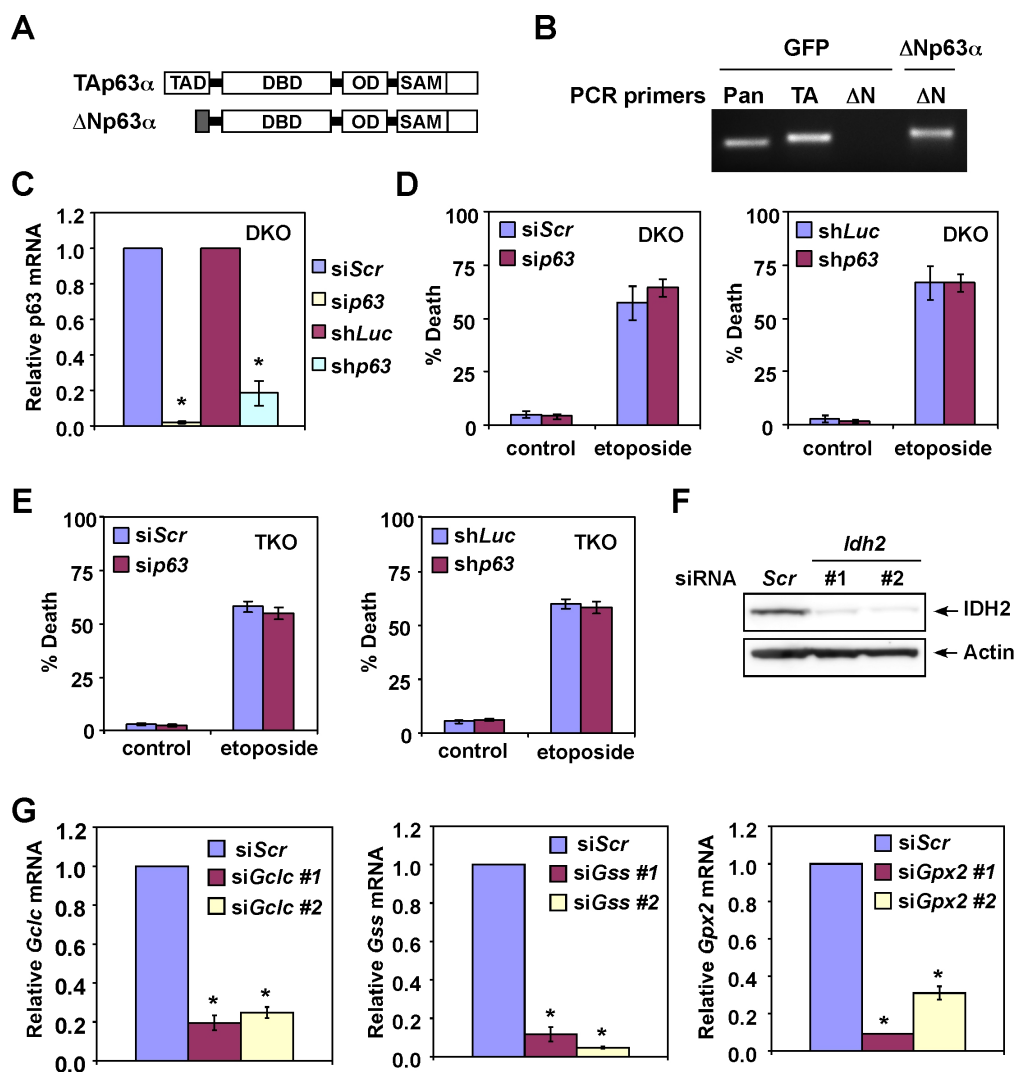 A
TAp63α TAD DBD OD SAM
ΔNp63α DBD OD SAM
B
GFP ΔNp63α
PCR primers Pan TA ΔN ΔN
C
Relative p63 mRNA
1.2
1.0
0.8
0.6
0.4
0.2
0.0
DKO
siScr
sip63
shLuc
shp63
*
*
D
% Death
100
75
50
25
0
siScr
sip63
DKO
control etoposide
% Death
100
75
50
25
0
shLuc
shp63
DKO
control etoposide
E
% Death
100
75
50
25
0
siScr
sip63
TKO
control etoposide
% Death
100
75
50
25
0
shLuc
shp63
TKO
control etoposide
F
Idh2
siRNA Scr #1 #2
IDH2
Actin
G
Relative Gclc mRNA
1.2
1.0
0.8
0.6
0.4
0.2
0.0
siScr
siGclc #1
siGclc #2
* *
Relative Gss mRNA
1.2
1.0
0.8
0.6
0.4
0.2
0.0
siScr
siGss #1
siGss #2
* *
Relative Gpx2 mRNA
1.2
1.0
0.8
0.6
0.4
0.2
0.0
siScr
siGpx2 #1
siGpx2 #2
* *